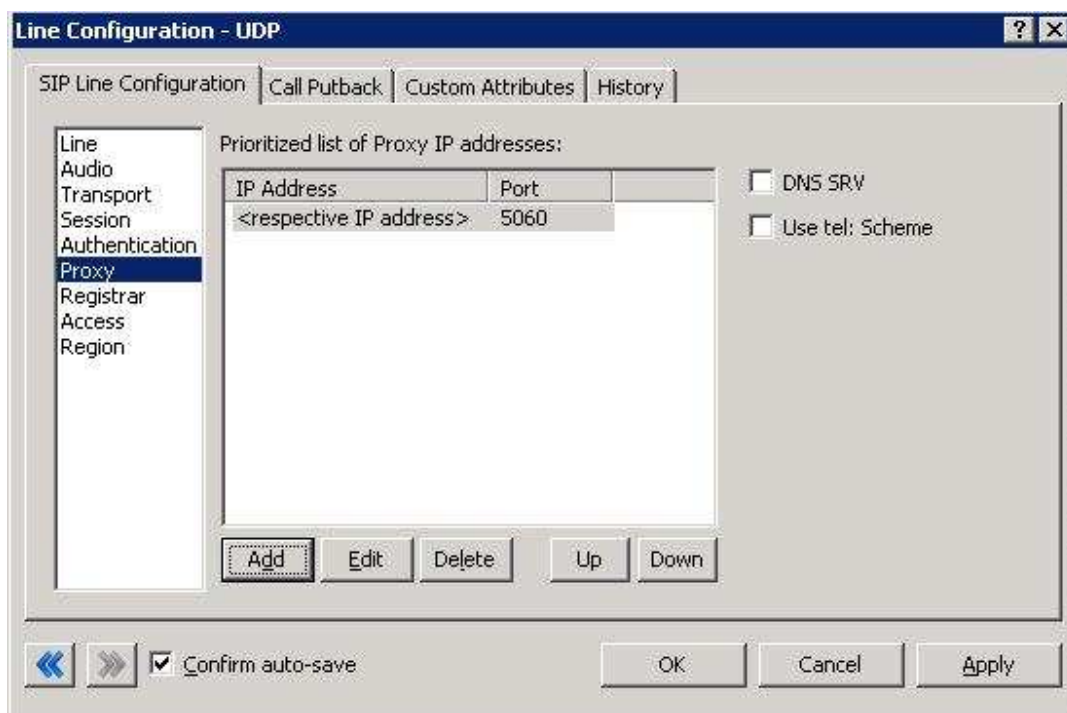 Line Configuration - UDP
SIP Line Configuration
Call Putback
Custom Attributes
History
Line
Audio
Transport
Session
Authentication
Proxy
Registrar
Access
Region
Prioritized list of Proxy IP addresses:
IP Address Port
<respective IP address> 5060
DNS SRV
Use tel: Scheme
Add
Edit
Delete
Up
Down
Confirm auto-save
OK
Cancel
Apply